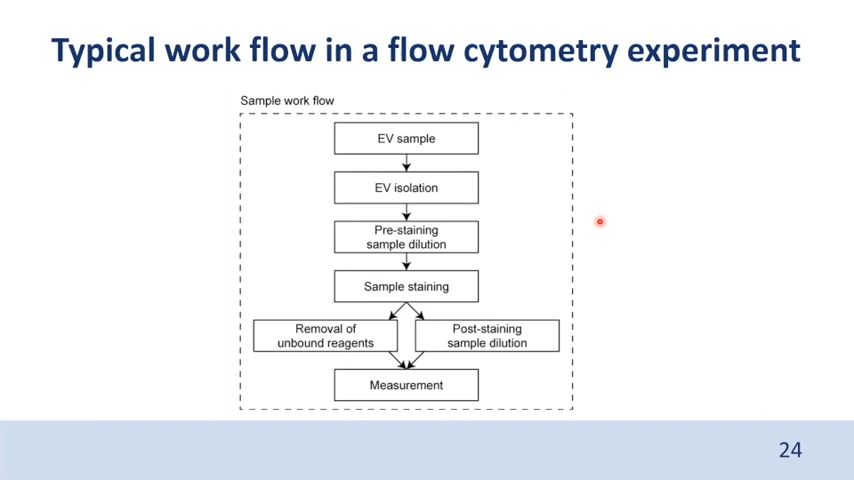 Typical work flow in a flow cytometry experiment
Sample work flow
EV sample
EV isolation
Pre-staining
sample dilution
Sample staining
Removal of
unbound reagents
Post-staining
sample dilution
Measurement
24